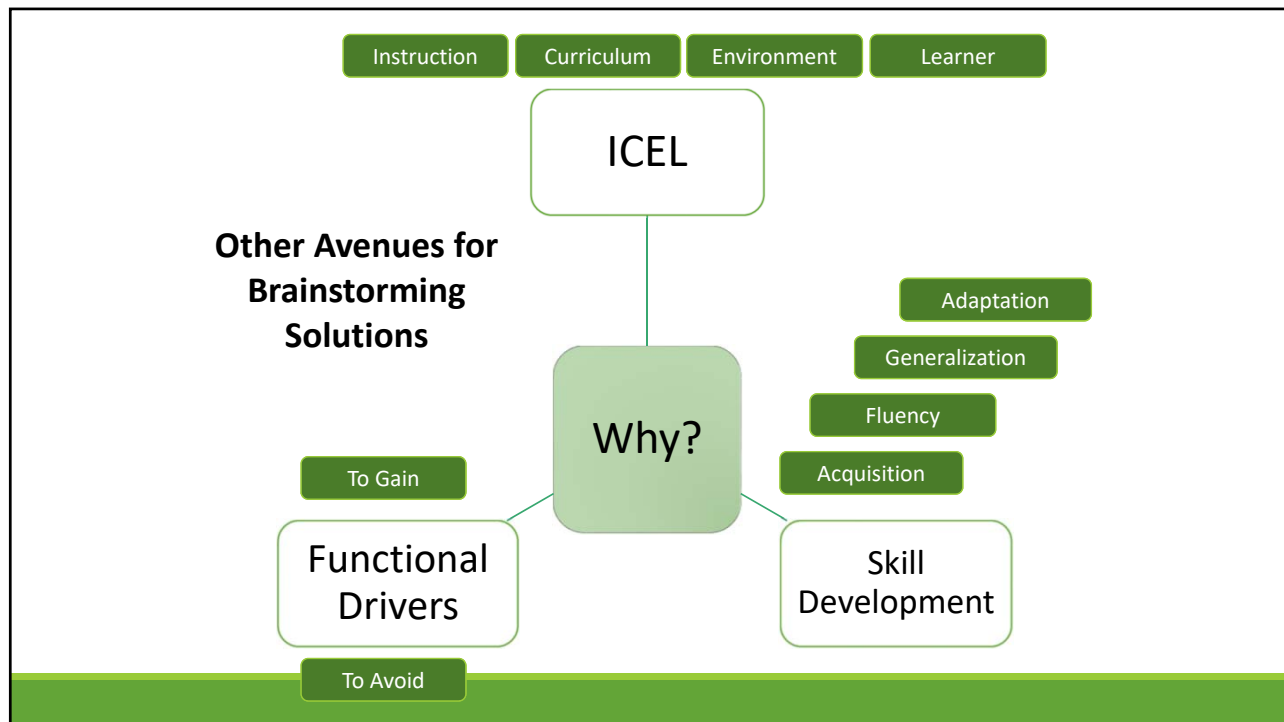 Instruction
Curriculum
Environment
Learner
ICEL
Other Avenues for
Brainstorming
Solutions
Adaptation
Generalization
Fluency
Acquisition
Why?
To Gain
Functional
Drivers
To Avoid
Skill
Development